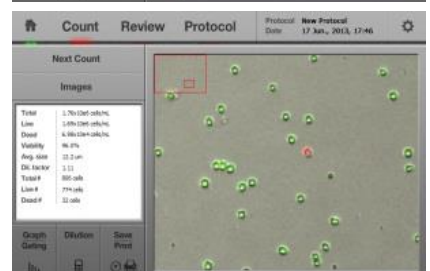 Count Review Protocol
Protocol New Protocol
Date 17 Jun., 2013, 17:46
Next Count
Images
Total 1.76x10e6 cells/mL
Live 1.69x10e6 cells/mL
Dead 6.98x10e4 cells/mL
Viability 96.0%
Avg. size 12.2 um
Dil. factor 1.11
Total # cells
Live # 774 cells
Dead # 32 cells
Graph Gating
Dilution
Save Print